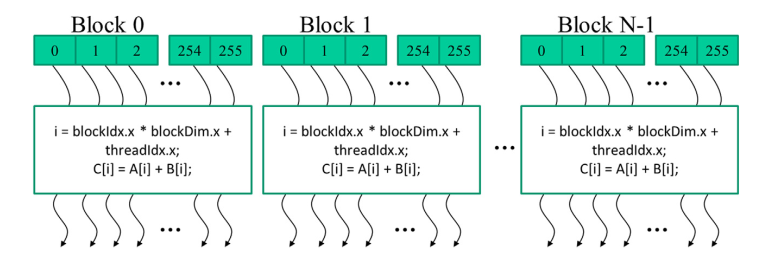 Block 0 Block 1 Block N-1
0 1 2 254 255 0 1 2 254 255 0 1 2 254 255
... ... ...
i = blockIdx.x * blockDim.x + i = blockIdx.x * blockDim.x + i = blockIdx.x * blockDim.x +
threadIdx.x; threadIdx.x; ... threadIdx.x;
C[i] = A[i] + B[i]; C[i] = A[i] + B[i]; C[i] = A[i] + B[i];
... ... ...